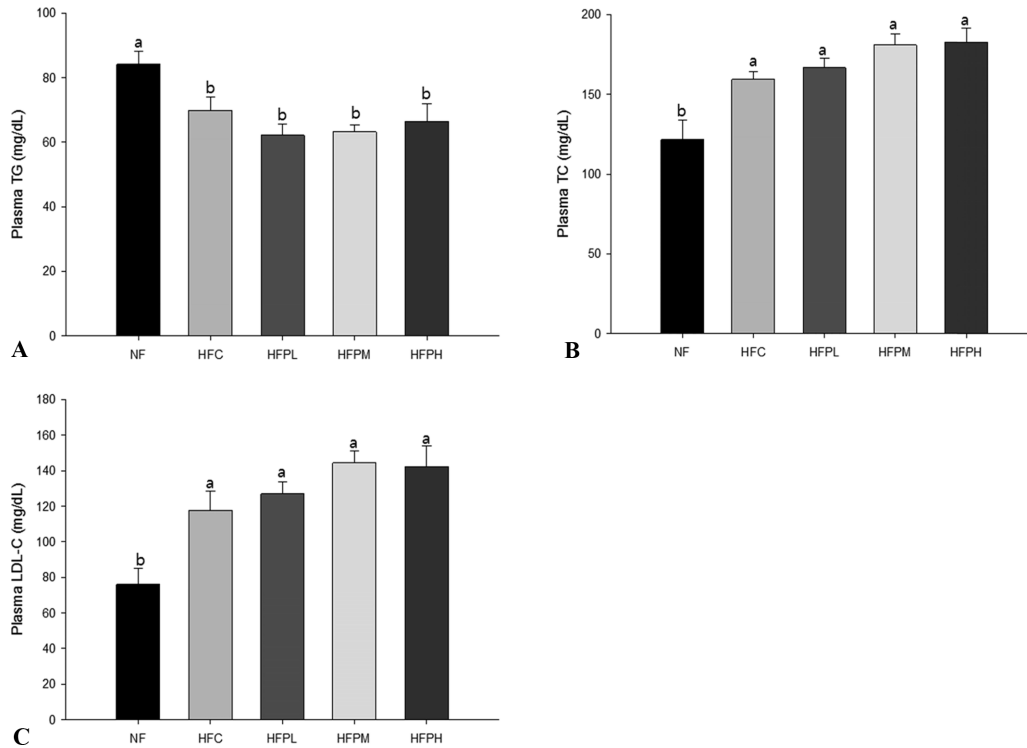 Plasma TG (mg/dL)
100
80
60
40
20
0
a
b
b
b
b
NF HFC HFPL HFPM HFPH
A
Plasma TC (mg/dL)
200
150
100
50
0
b
a
a
a
a
NF HFC HFPL HFPM HFPH
B
Plasma LDL-C (mg/dL)
180
160
140
120
100
80
60
40
20
0
b
a
a
a
a
NF HFC HFPL HFPM HFPH
C